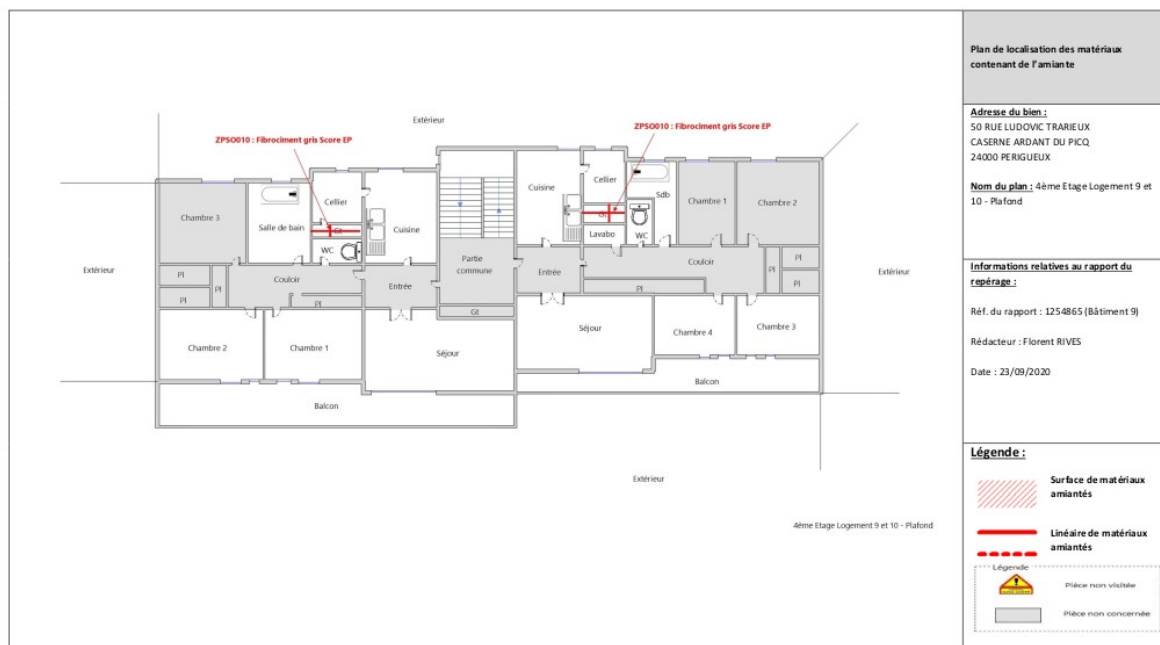 Plan de localisation des matériaux
contenant de l'amiante
Adresse du bien :
50 RUE LUDOVIC TRARIEUX
CASERNE ARDANT DU PICQ
24000 PERIGUEUX
Nom du plan : 4ème Etage Logement 9 et
10 - Plafond
Informations relatives au rapport du
repérage :
Réf. du rapport : 1254865 (Bâtiment 9)
Rédacteur : Florent RIVES
Date : 23/09/2020
Légende :
Surface de matériaux
amiantés
Linéaire de matériaux
amiantés
Légende
Pièce non visitée
Pièce non concernée
Extérieur
ZPSO010 : Fibrociment gris Score EP
ZPSO010 : Fibrociment gris Score EP
Chambre 3
Salle de bain
Cellier
Gt
WC
Cuisine
Cuisine
Cellier
Gt
Lavabo
WC
Sdb
Chambre 1
Chambre 2
Extérieur
Pl
Pl
Pl
Couloir
Pl
Entrée
Partie
commune
Gt
Entrée
Couloir
Pl
Pl
Pl
Pl
Extérieur
Chambre 2
Chambre 1
Séjour
Séjour
Chambre 4
Chambre 3
Balcon
Balcon
Extérieur
4ème Etage Logement 9 et 10 - Plafond